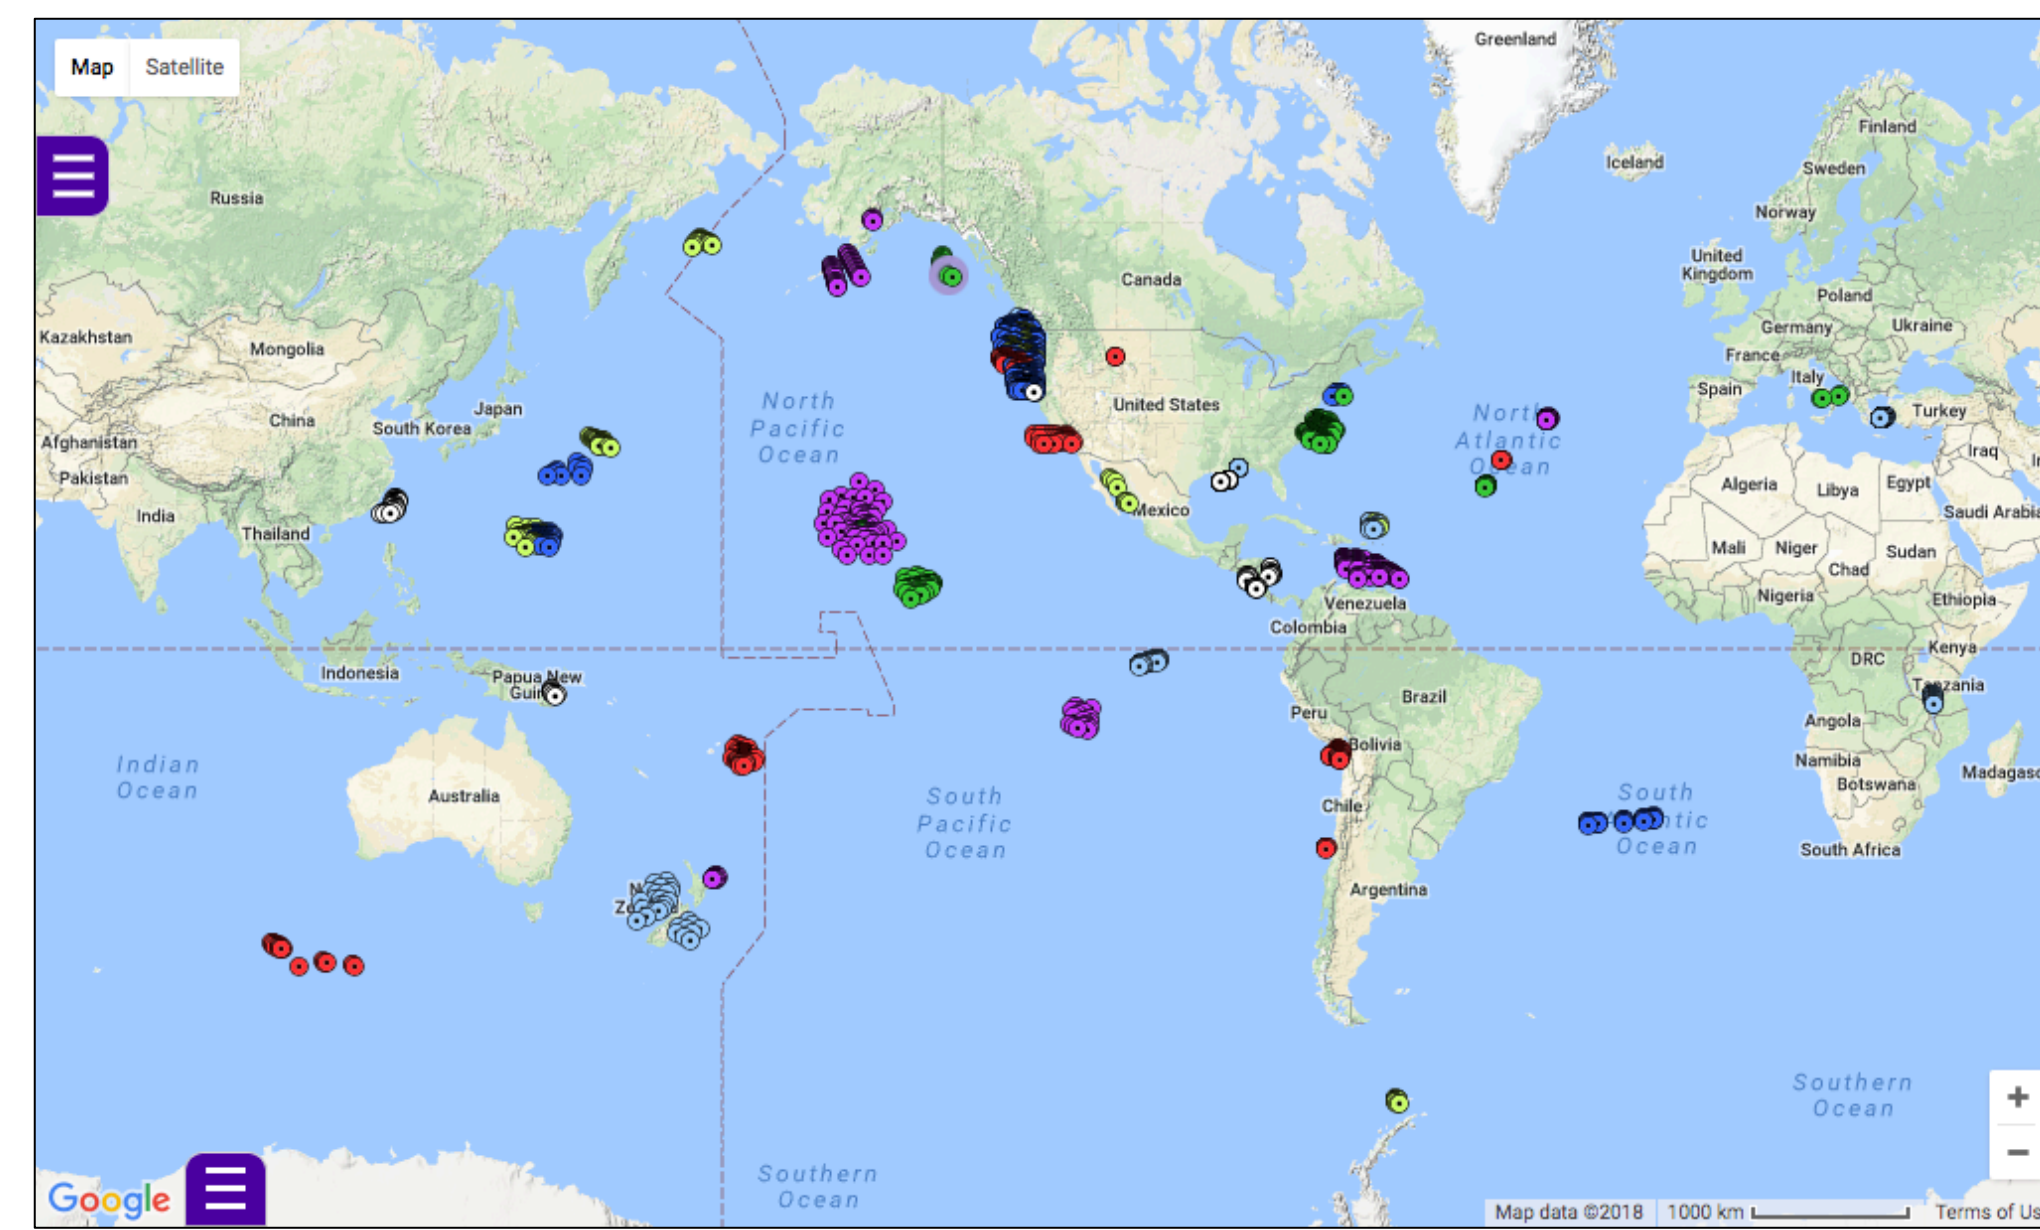 Map Satellite
Greenland
Finland
Iceland
Sweden
Russia
Norway
United
Kingdom
Canada
Poland
Kazakhstan
Mongolia
Germany
Ukraine
France
Italy
Spain
Japan
North
Pacific
Ocean
United States
North
Atlantic
Ocean
Turkey
China
South Korea
Afghanistan
Iraq
Pakistan
Algeria
Libya
Egypt
India
Mexico
Saudi Arabia
Thailand
Mali
Niger
Sudan
Chad
Nigeria
Ethiopia
Venezuela
Colombia
Kenya
DRC
Indonesia
Papua New
Tanzania
Brazil
Peru
Angola
Bolivia
Indian
Ocean
Namibia
Madagasc
Botswana
Australia
South
Pacific
Ocean
Chile
South
Ocean
South Africa
Argentina
Southern
Ocean
+
−
Southern
Ocean
Google
Map data ©2018 1000 km Terms of Us